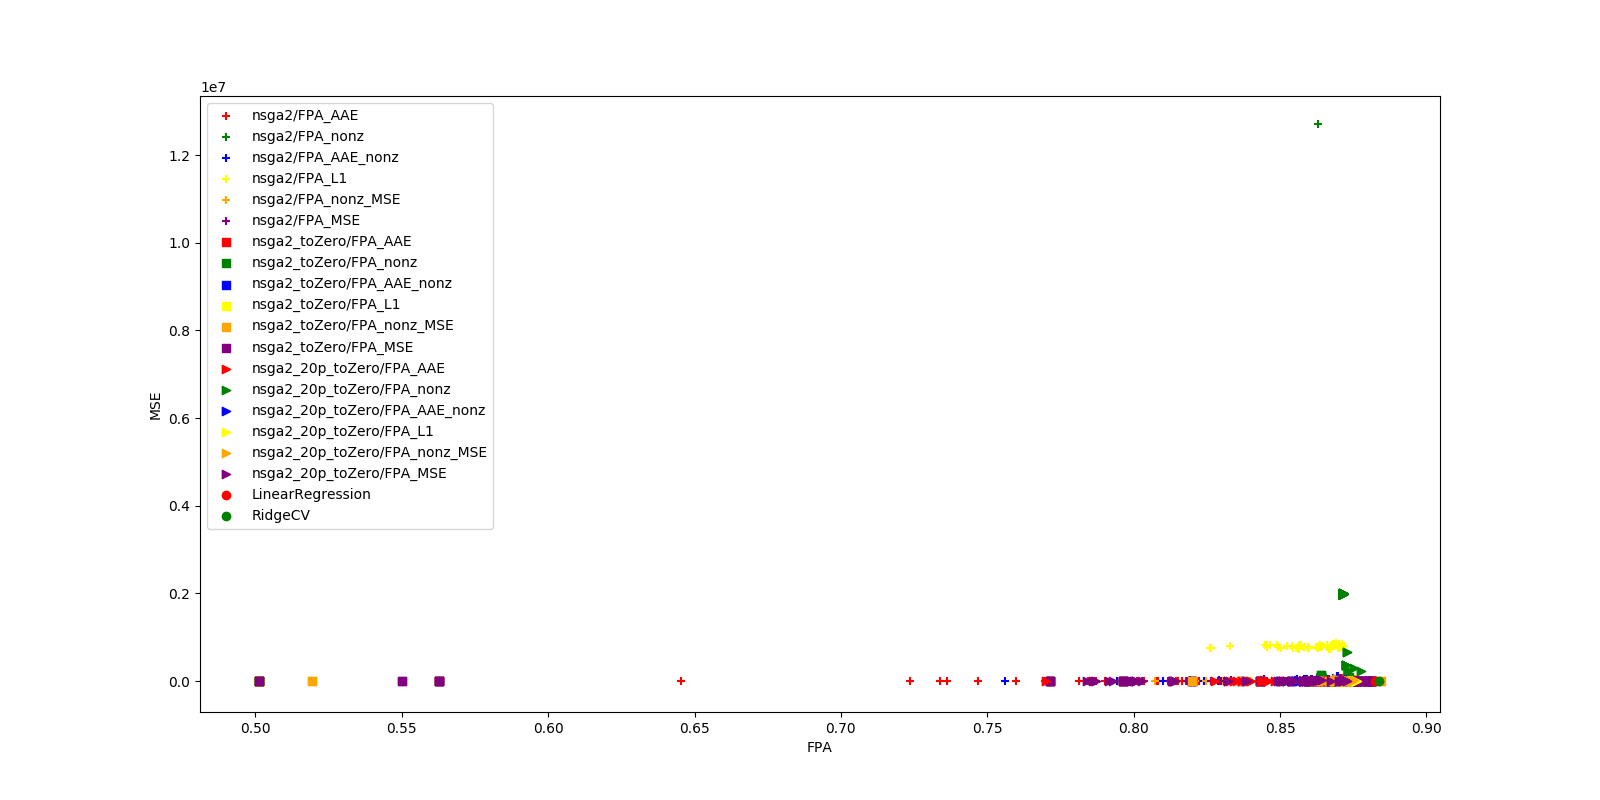 1e7
nsga2/FPA_AAE
nsga2/FPA_nonz
nsga2/FPA_AAE_nonz
nsga2/FPA_L1
nsga2/FPA_nonz_MSE
nsga2/FPA_MSE
nsga2_toZero/FPA_AAE
nsga2_toZero/FPA_nonz
nsga2_toZero/FPA_AAE_nonz
nsga2_toZero/FPA_L1
nsga2_toZero/FPA_nonz_MSE
nsga2_toZero/FPA_MSE
nsga2_20p_toZero/FPA_AAE
nsga2_20p_toZero/FPA_nonz
nsga2_20p_toZero/FPA_AAE_nonz
nsga2_20p_toZero/FPA_L1
nsga2_20p_toZero/FPA_nonz_MSE
nsga2_20p_toZero/FPA_MSE
LinearRegression
RidgeCV
1.2
1.0
0.8
0.6
0.4
0.2
0.0
MSE
0.50 0.55 0.60 0.65 0.70 0.75 0.80 0.85 0.90
FPA